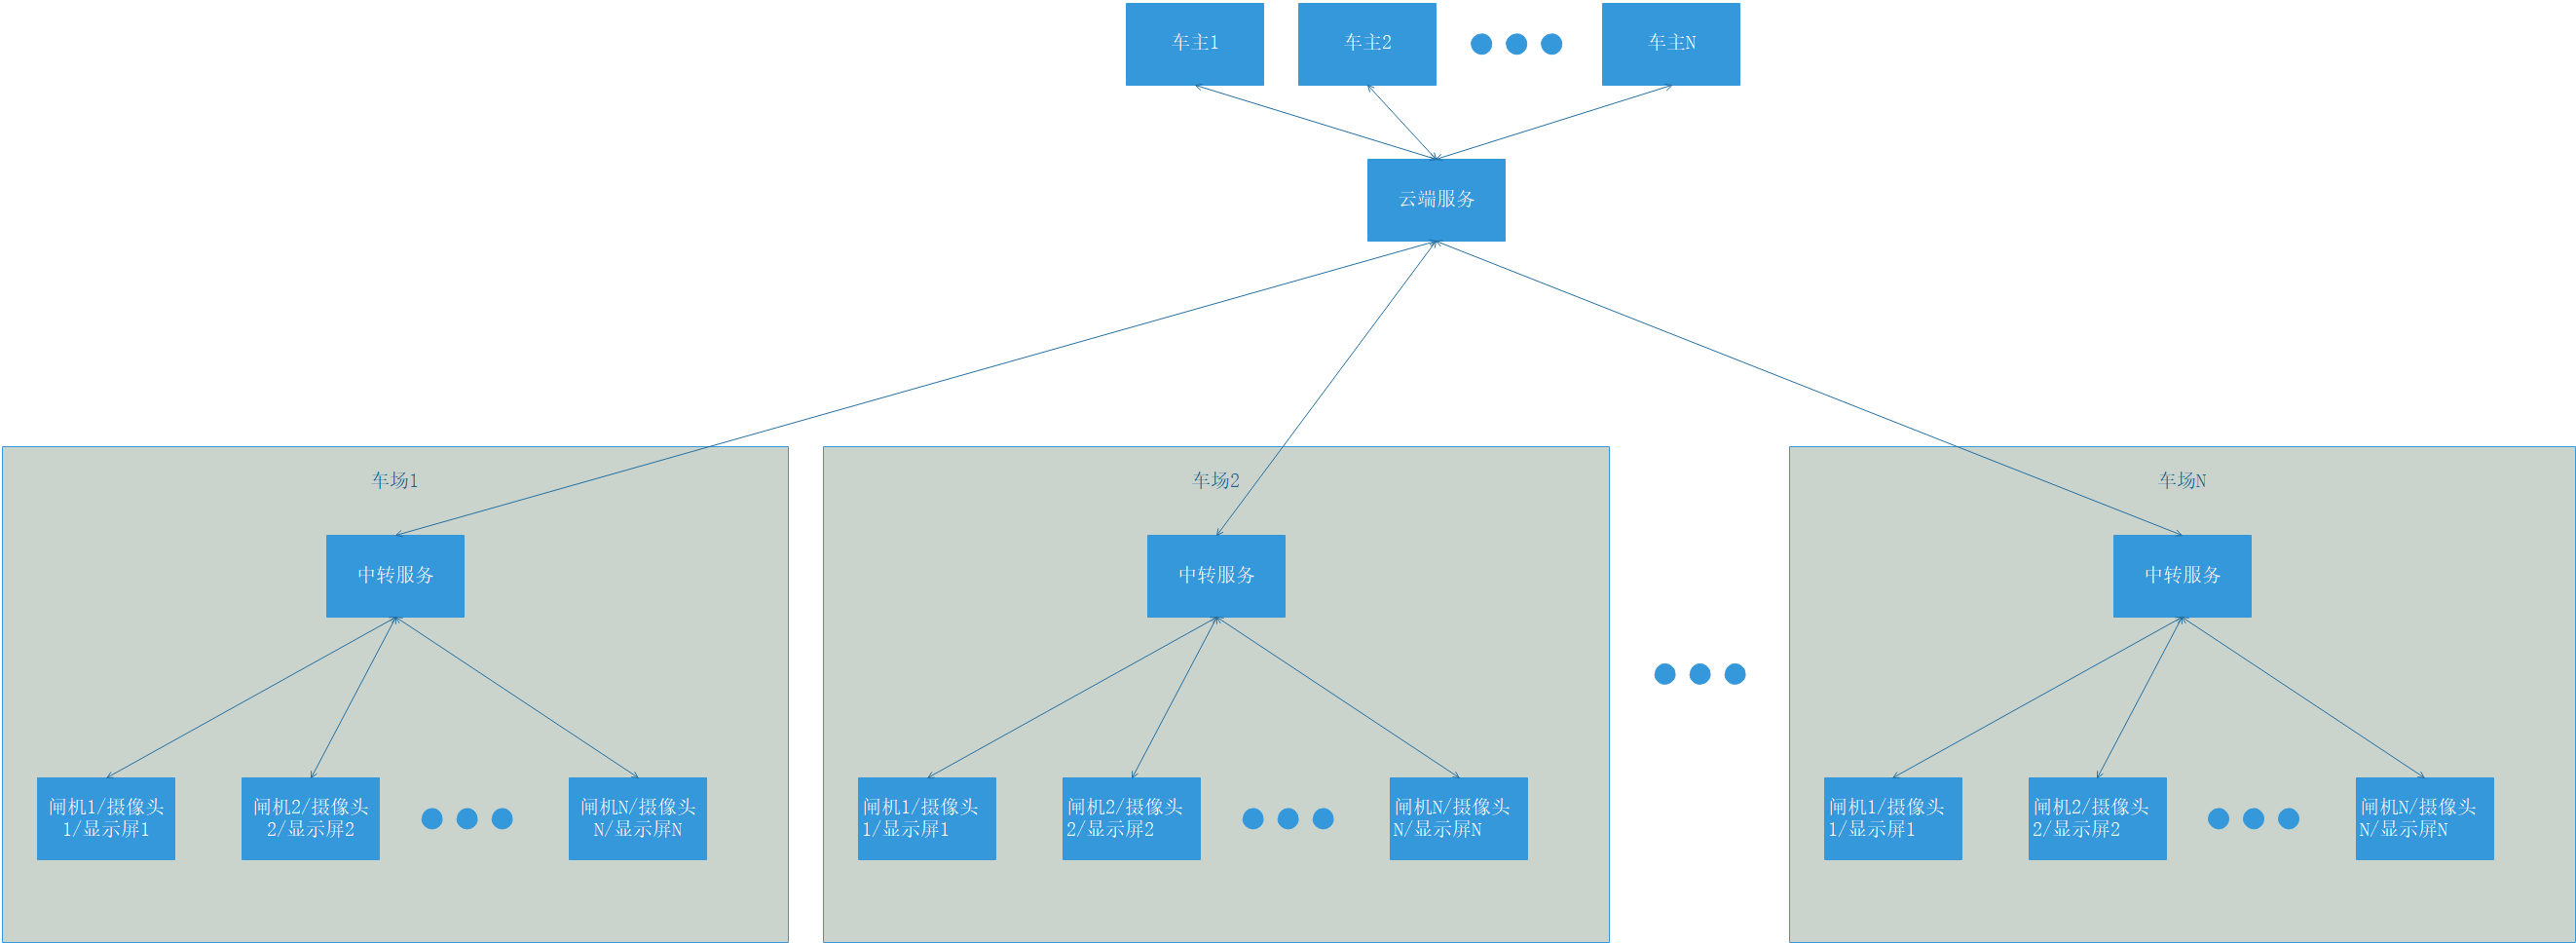 车主1
车主2
车主N
云端服务
车场1
车场2
车场N
中转服务
中转服务
中转服务
闸机1/摄像头
1/显示屏1
闸机2/摄像头
2/显示屏2
闸机N/摄像头
N/显示屏N
闸机1/摄像头
1/显示屏1
闸机2/摄像头
2/显示屏2
闸机N/摄像头
N/显示屏N
闸机1/摄像头
1/显示屏1
闸机2/摄像头
2/显示屏2
闸机N/摄像头
N/显示屏N